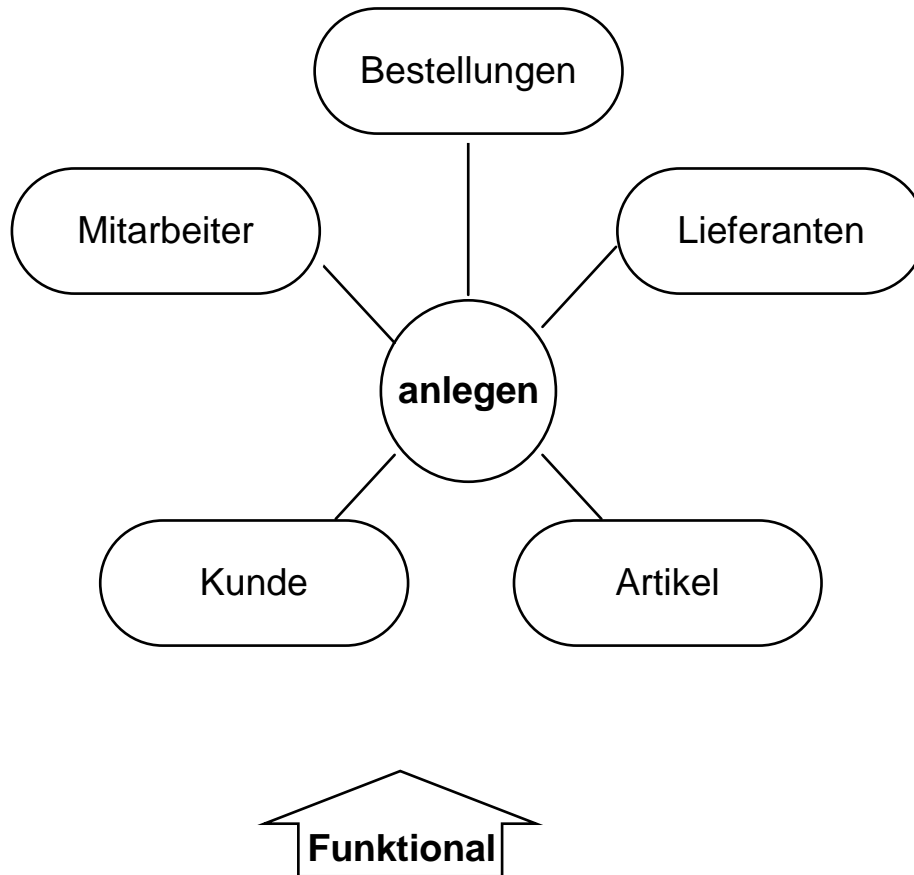 Bestellungen
Mitarbeiter
Lieferanten
anlegen
Kunde
Artikel
Funktional